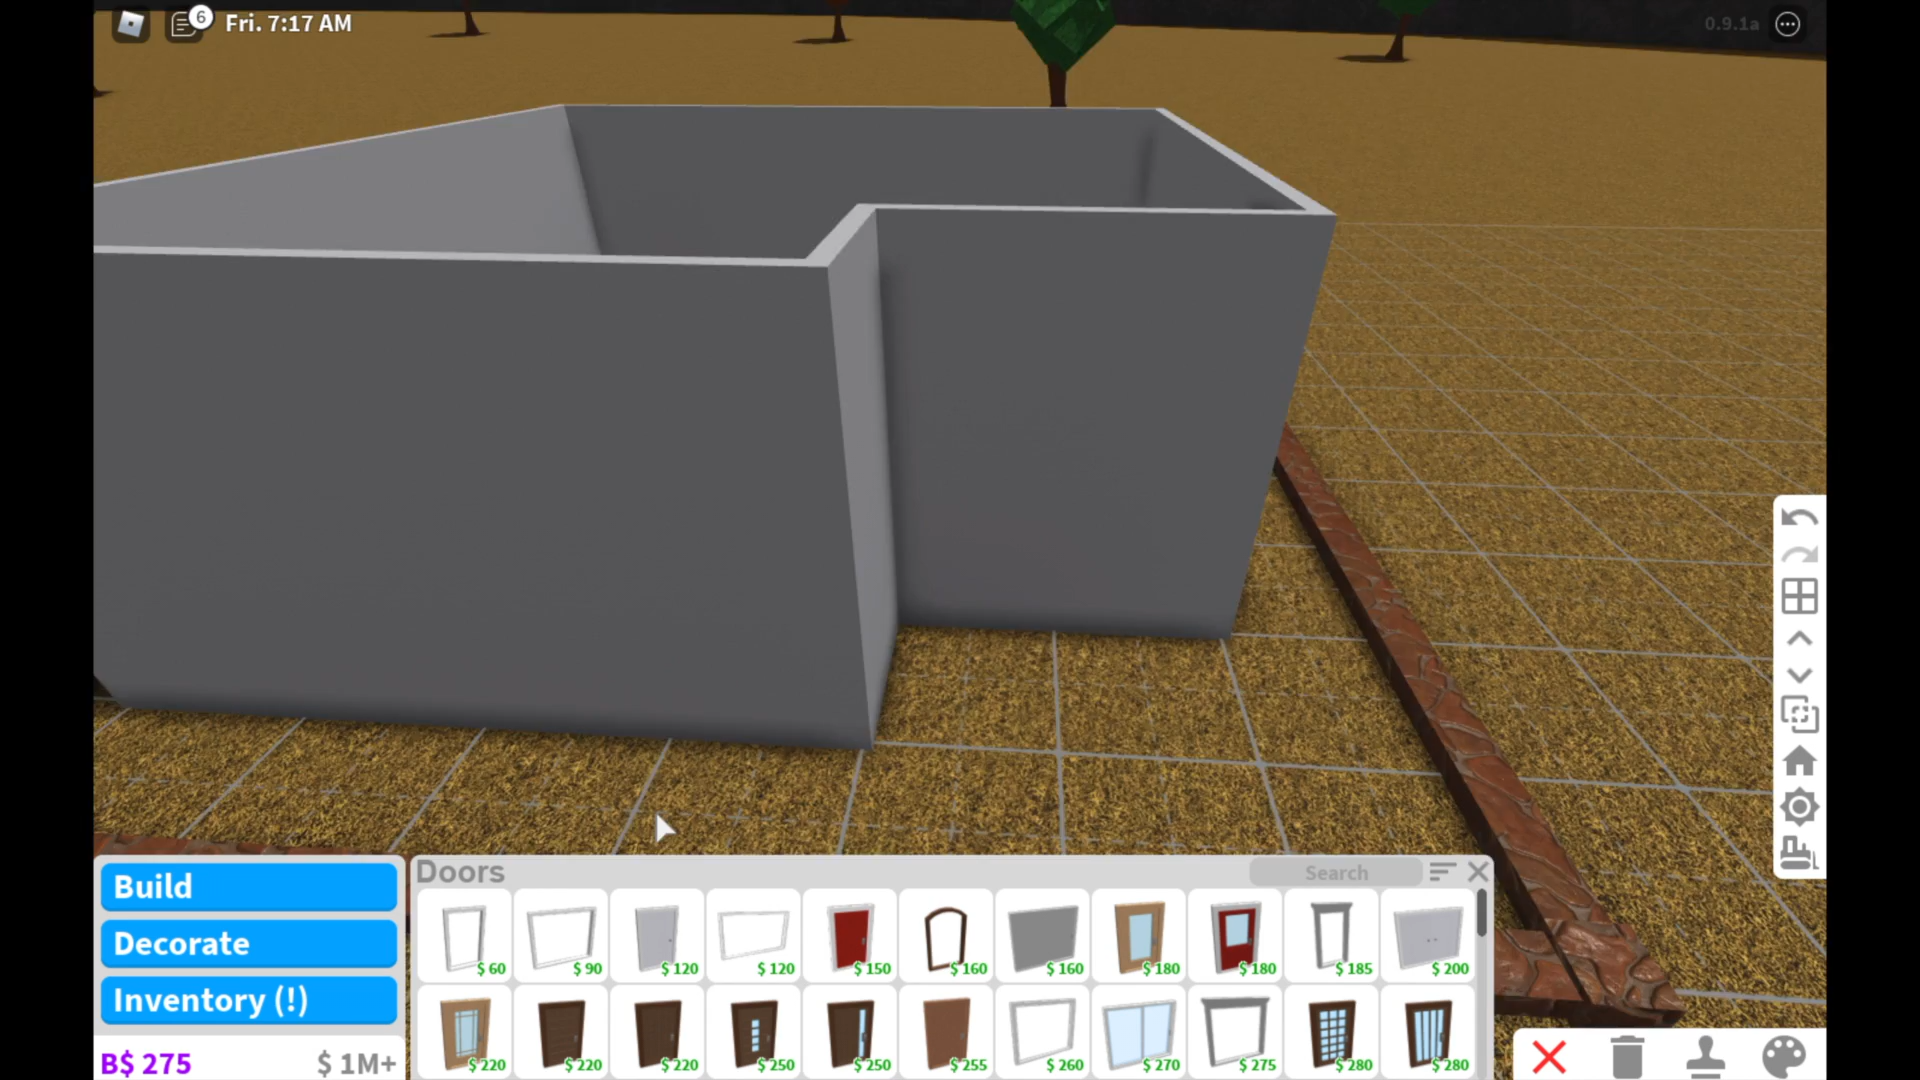 6
Fri. 7:17 AM
0.9.1a
Doors
Search
Build
Decorate
Inventory (!)
B$ 275
$ 1M+
$ 60
$ 90
$ 120
$ 120
$ 150
$ 160
$ 160
$ 180
$ 180
$ 185
$ 200
$ 220
$ 220
$ 220
$ 250
$ 250
$ 255
$ 260
$ 270
$ 275
$ 280
$ 280